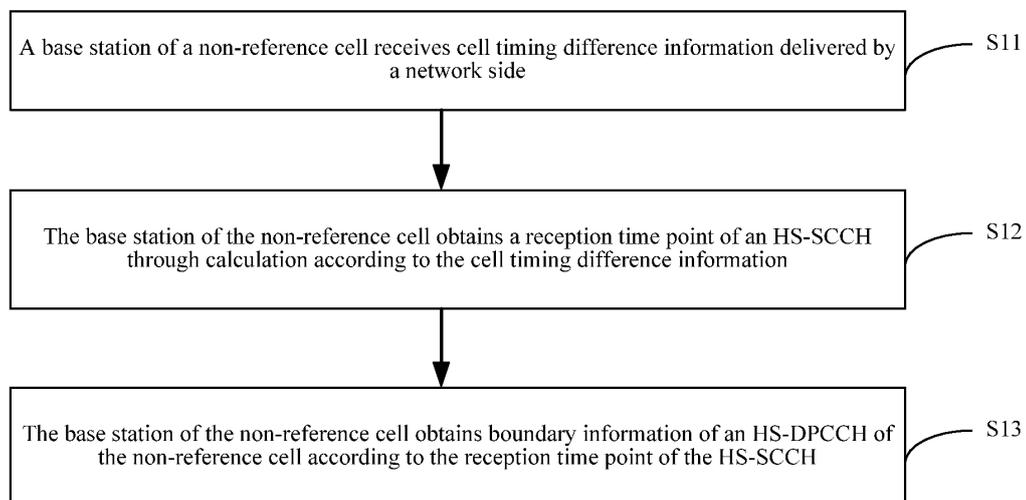 A base station of a non-reference cell receives cell timing difference information delivered by
a network side
S11
The base station of the non-reference cell obtains a reception time point of an HS-SCCH
through calculation according to the cell timing difference information
S12
The base station of the non-reference cell obtains boundary information of an HS-DPCCH of
the non-reference cell according to the reception time point of the HS-SCCH
S13